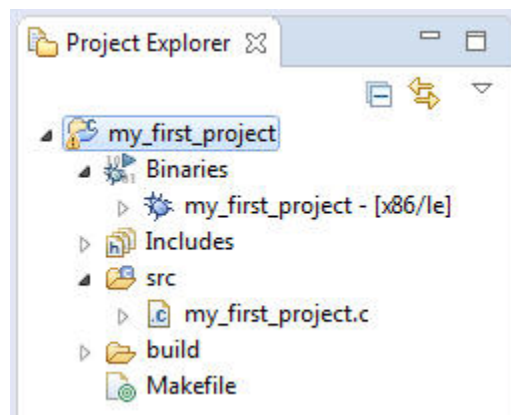 Project Explorer
my_first_project
Binaries
my_first_project - [x86/le]
Includes
src
my_first_project.c
build
Makefile